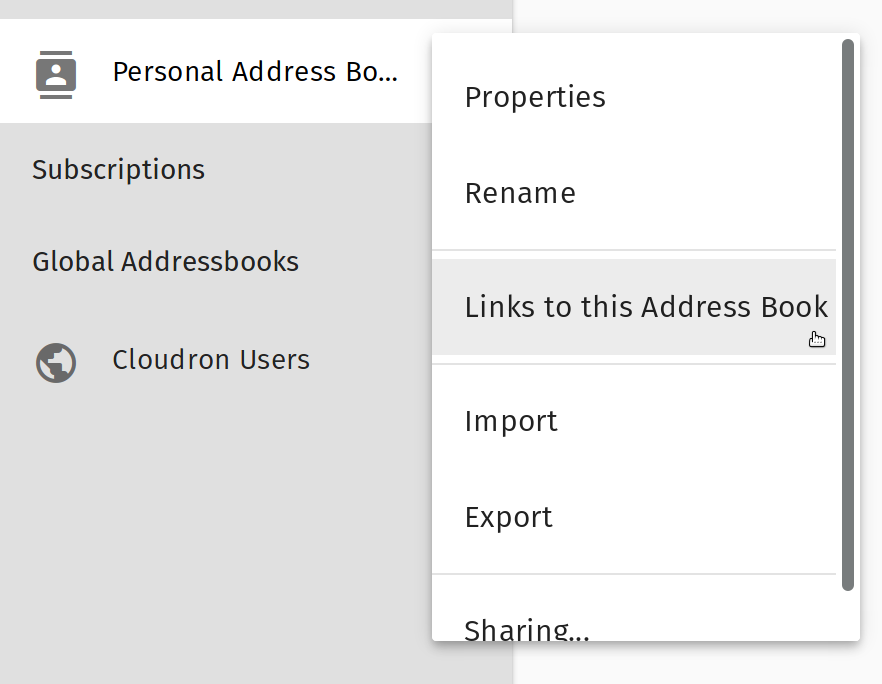 Personal Address Bo...
Subscriptions
Global Addressbooks
Cloudron Users
Properties
Rename
Links to this Address Book
Import
Export
Sharing...